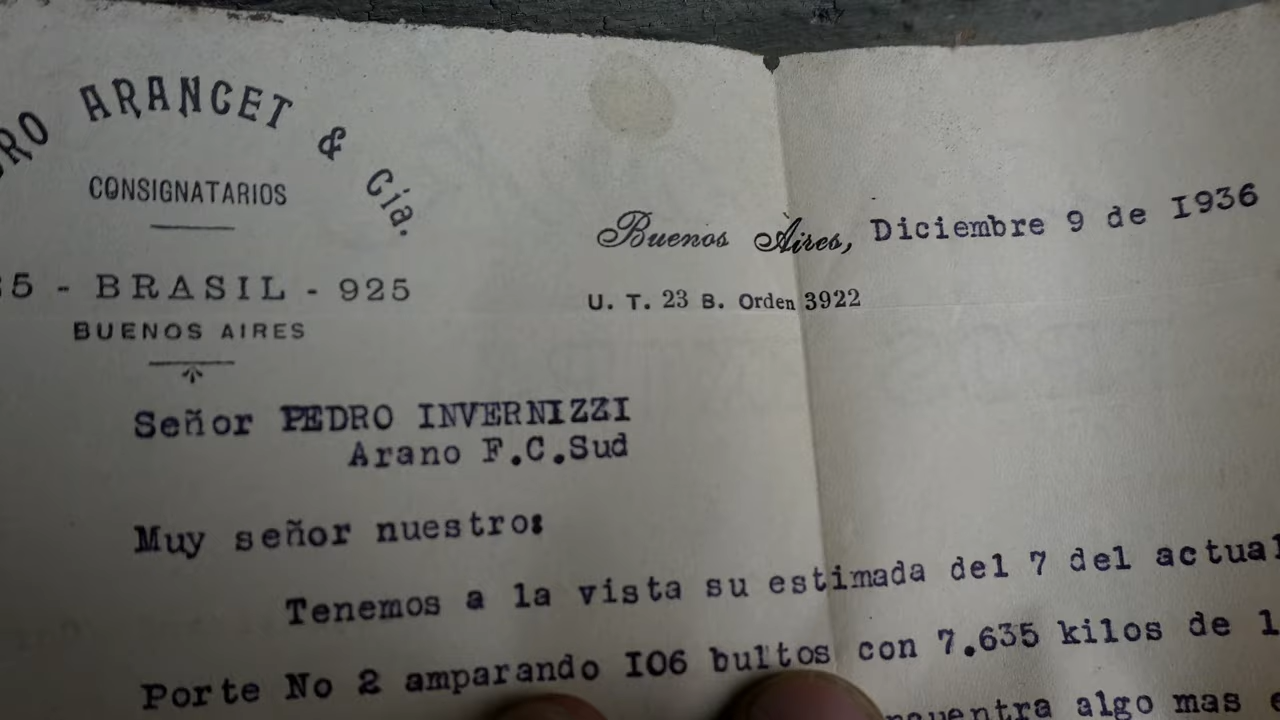 ARANCET & Cia.
CONSIGNATARIOS
5 - BRASIL - 925
BUENOS AIRES
Buenos Aires, Diciembre 9 de 1936
U. T. 23 B. Orden 3922
Señor PEDRO INVERNIZZI
Arano F.C.Sud
Muy señor nuestro:
Tenemos a la vista su estimada del 7 del actual
Porte No 2 amparando 106 bultos con 7.635 kilos de
algo mas